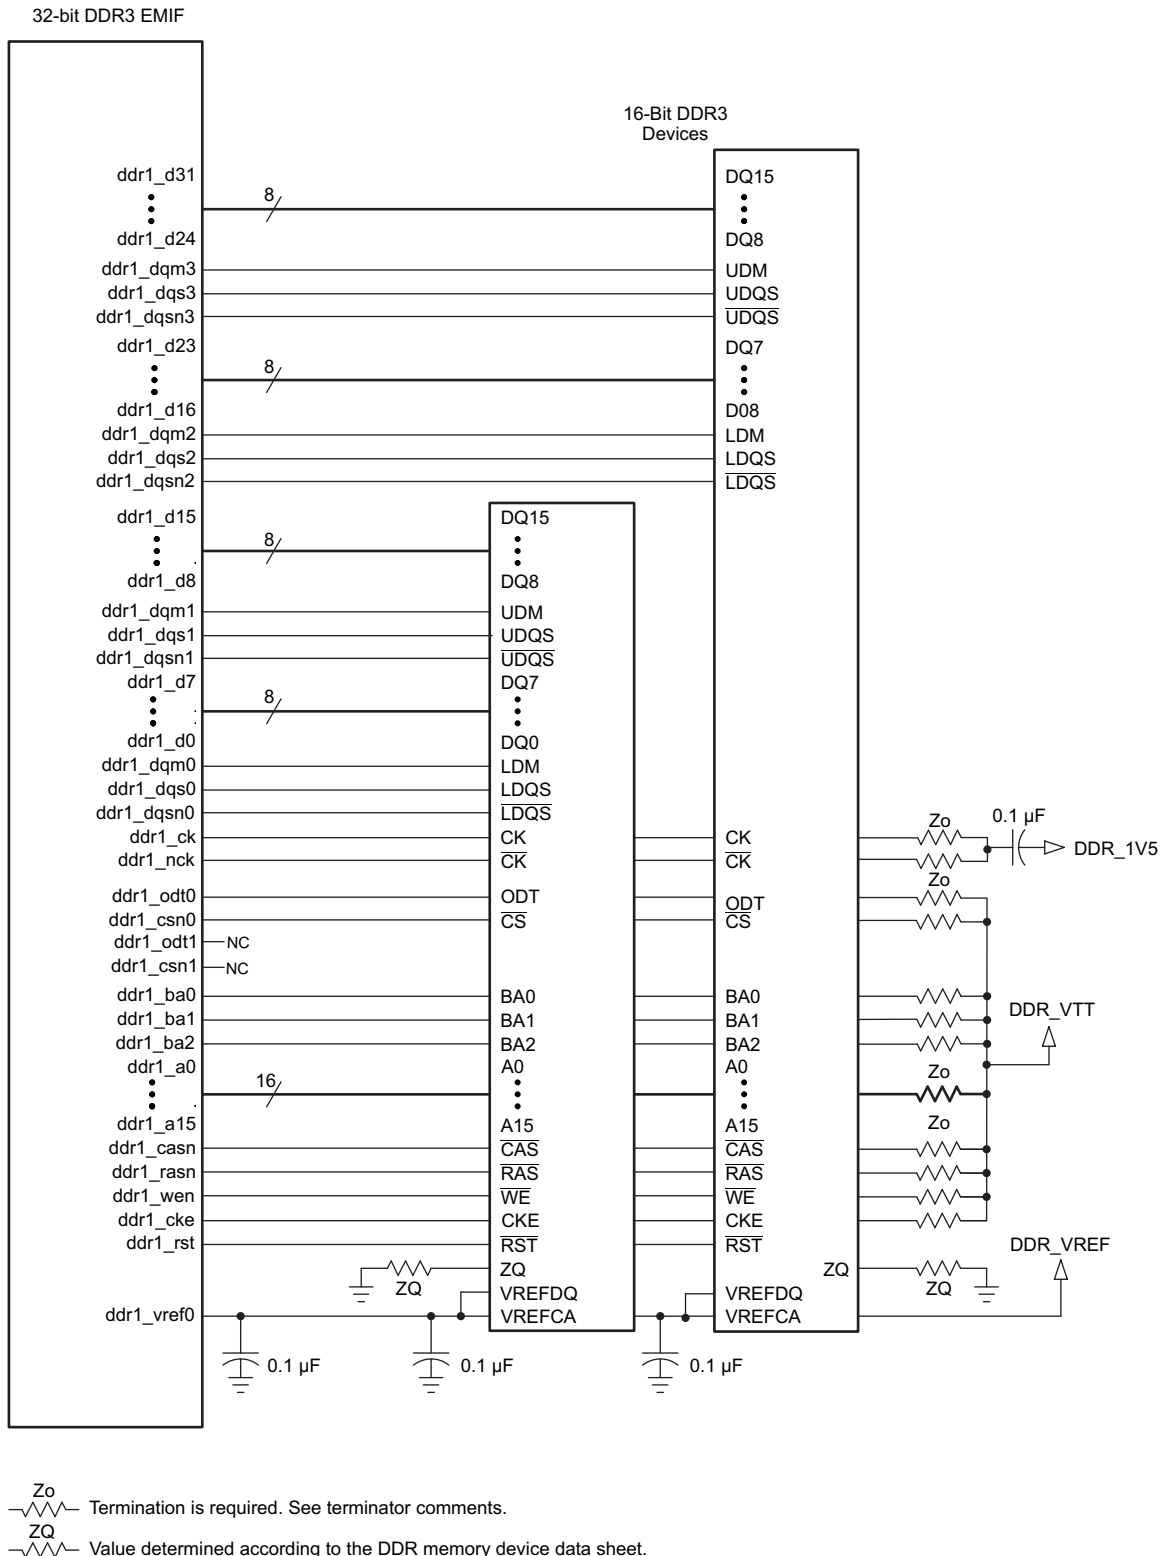 32-bit DDR3 EMIF
16-Bit DDR3
Devices
ddr1_d31
8
DQ15
ddr1_d24
DQ8
ddr1_dqm3
UDM
ddr1_dqs3
UDQS
ddr1_dqsn3
UDQS
ddr1_d23
8
DQ7
ddr1_d16
D08
ddr1_dqm2
LDM
ddr1_dqs2
LDQS
ddr1_dqsn2
LDQS
ddr1_d15
8
DQ15
ddr1_d8
DQ8
ddr1_dqm1
UDM
ddr1_dqs1
UDQS
ddr1_dqsn1
UDQS
ddr1_d7
8
DQ7
ddr1_d0
DQ0
ddr1_dqm0
LDM
ddr1_dqs0
LDQS
ddr1_dqsn0
LDQS
ddr1_ck
CK
CK
Zo
0.1 µF
DDR_1V5
ddr1_nck
CK
CK
Zo
ddr1_odt0
ODT
ODT
ddr1_csn0
CS
CS
ddr1_odt1
NC
ddr1_csn1
NC
ddr1_ba0
BA0
BA0
ddr1_ba1
BA1
BA1
DDR_VTT
ddr1_ba2
BA2
BA2
ddr1_a0
A0
A0
Zo
16
ddr1_a15
A15
A15
Zo
ddr1_casn
CAS
CAS
ddr1_rasn
RAS
RAS
ddr1_wen
WE
WE
ddr1_cke
CKE
CKE
ddr1_rst
RST
RST
DDR_VREF
ZQ
ZQ
ZQ
ZQ
VREFDQ
VREFDQ
ddr1_vref0
VREFCA
VREFCA
0.1 µF
0.1 µF
0.1 µF
Zo
Termination is required. See terminator comments.
ZQ
Value determined according to the DDR memory device data sheet.